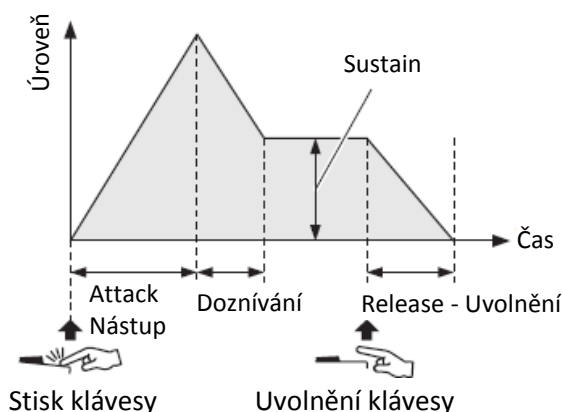 Úroveň
Sustain
Čas
Attack
Nástup
Doznívání
Release - Uvolnění
Stisk klávesy
Uvolnění klávesy